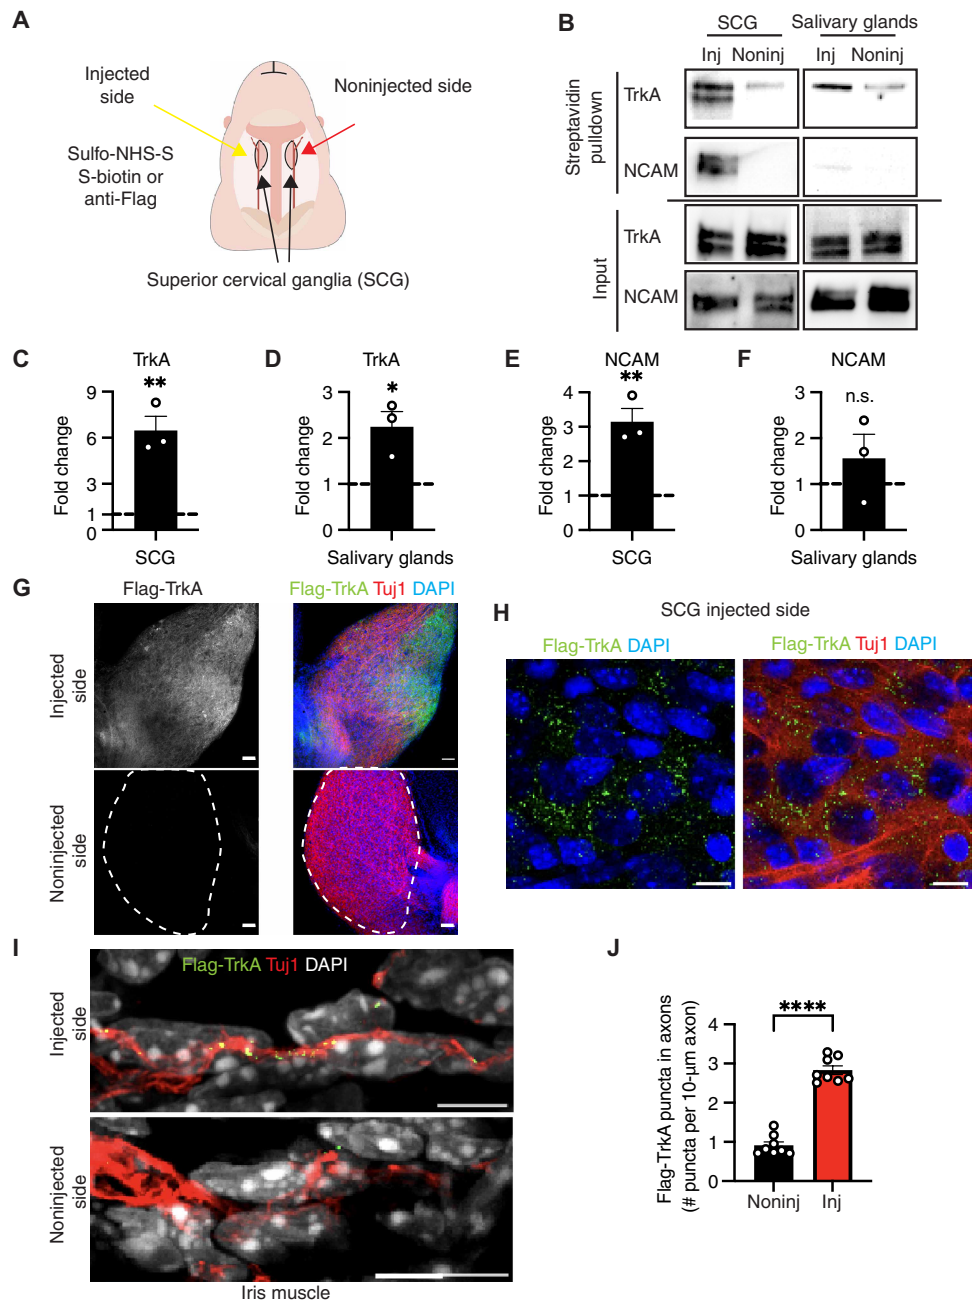 A
Injected
side
Noninjected side
Sulfo-NHS-S
S-biotin or
anti-Flag
Superior cervical ganglia (SCG)
B
SCG
Salivary glands
Inj
Noninj
Inj
Noninj
Streptavidin
pulldown
TrkA
NCAM
Input
TrkA
NCAM
C
TrkA
**
Fold change
9
6
3
1
0
SCG
D
TrkA
*
Fold change
3
2
1
0
Salivary glands
E
NCAM
**
Fold change
4
3
2
1
0
SCG
F
NCAM
n.s.
Fold change
3
2
1
0
Salivary glands
G
Flag-TrkA
Flag-TrkA Tuj1 DAPI
Injected
side
Noninjected
side
H
SCG injected side
Flag-TrkA DAPI
Flag-TrkA Tuj1 DAPI
I
Flag-TrkA Tuj1 DAPI
Injected
side
Noninjected
side
Iris muscle
J
****
Flag-TrkA puncta in axons
(# puncta per 10-μm axon)
4
3
2
1
0
Noninj
Inj